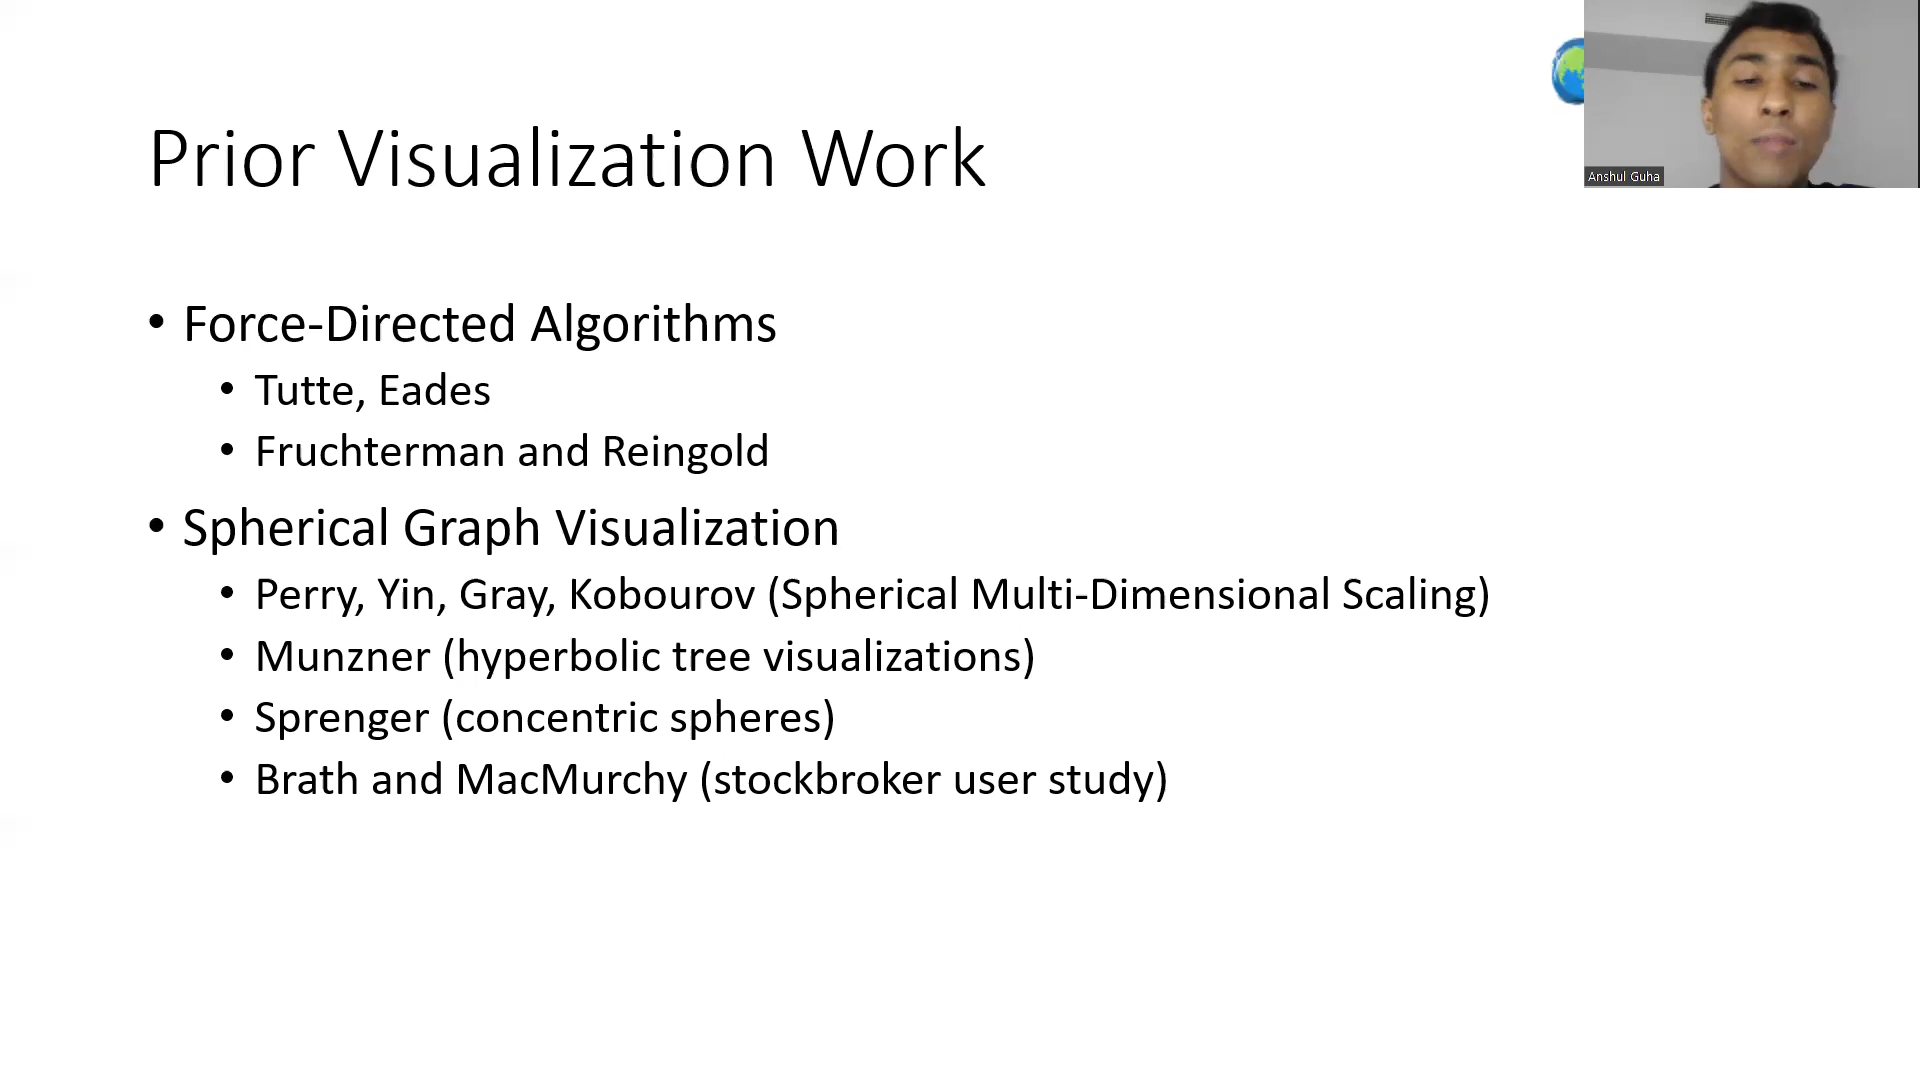 Prior Visualization Work
Anshul Guha
• Force-Directed Algorithms
• Tutte, Eades
• Fruchterman and Reingold
• Spherical Graph Visualization
• Perry, Yin, Gray, Kobourov (Spherical Multi-Dimensional Scaling)
• Munzner (hyperbolic tree visualizations)
• Sprenger (concentric spheres)
• Brath and MacMurchy (stockbroker user study)